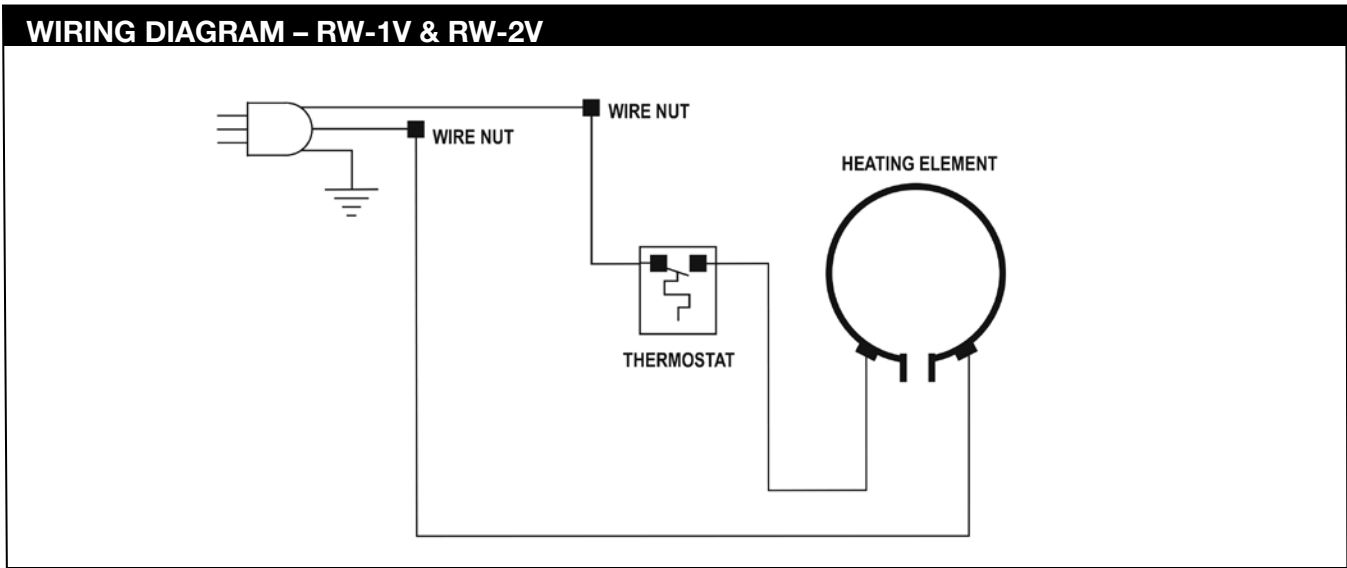 WIRING DIAGRAM – RW-1V & RW-2V
WIRE NUT
WIRE NUT
HEATING ELEMENT
THERMOSTAT